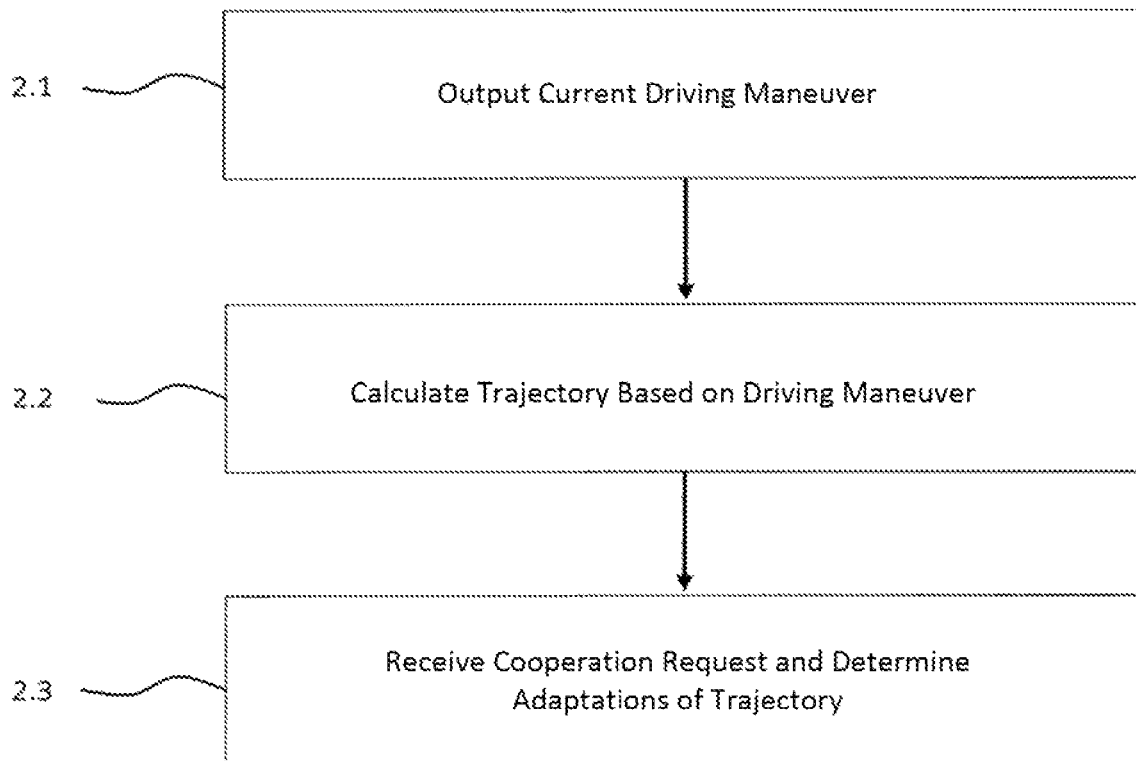 2.1
Output Current Driving Maneuver
2.2
Calculate Trajectory Based on Driving Maneuver
2.3
Receive Cooperation Request and Determine
Adaptations of Trajectory